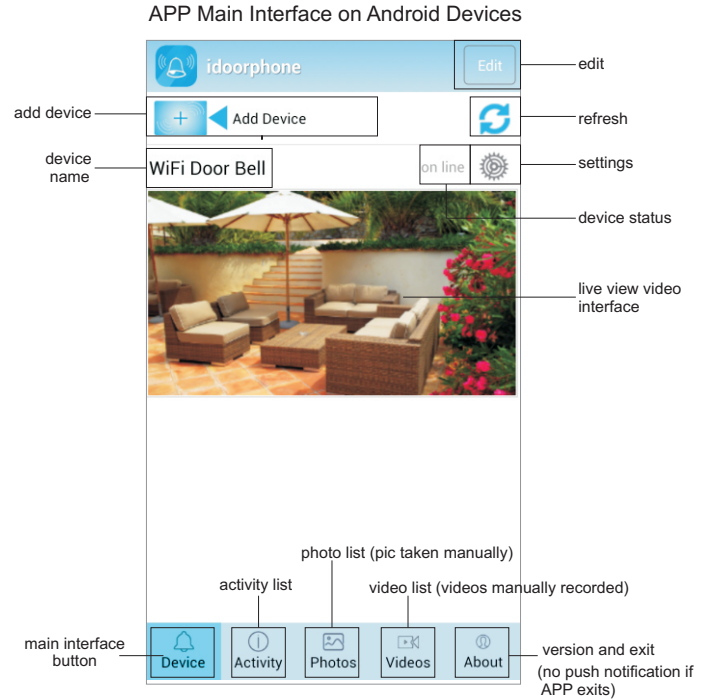 APP Main Interface on Android Devices
idoorphone
Edit
edit
add device
+
Add Device
refresh
device
name
WiFi Door Bell
on line
settings
device status
live view video
interface
photo list (pic taken manually)
activity list
video list (videos manually recorded)
main interface
button
Device
Activity
Photos
Videos
About
version and exit
(no push notification if
APP exits)